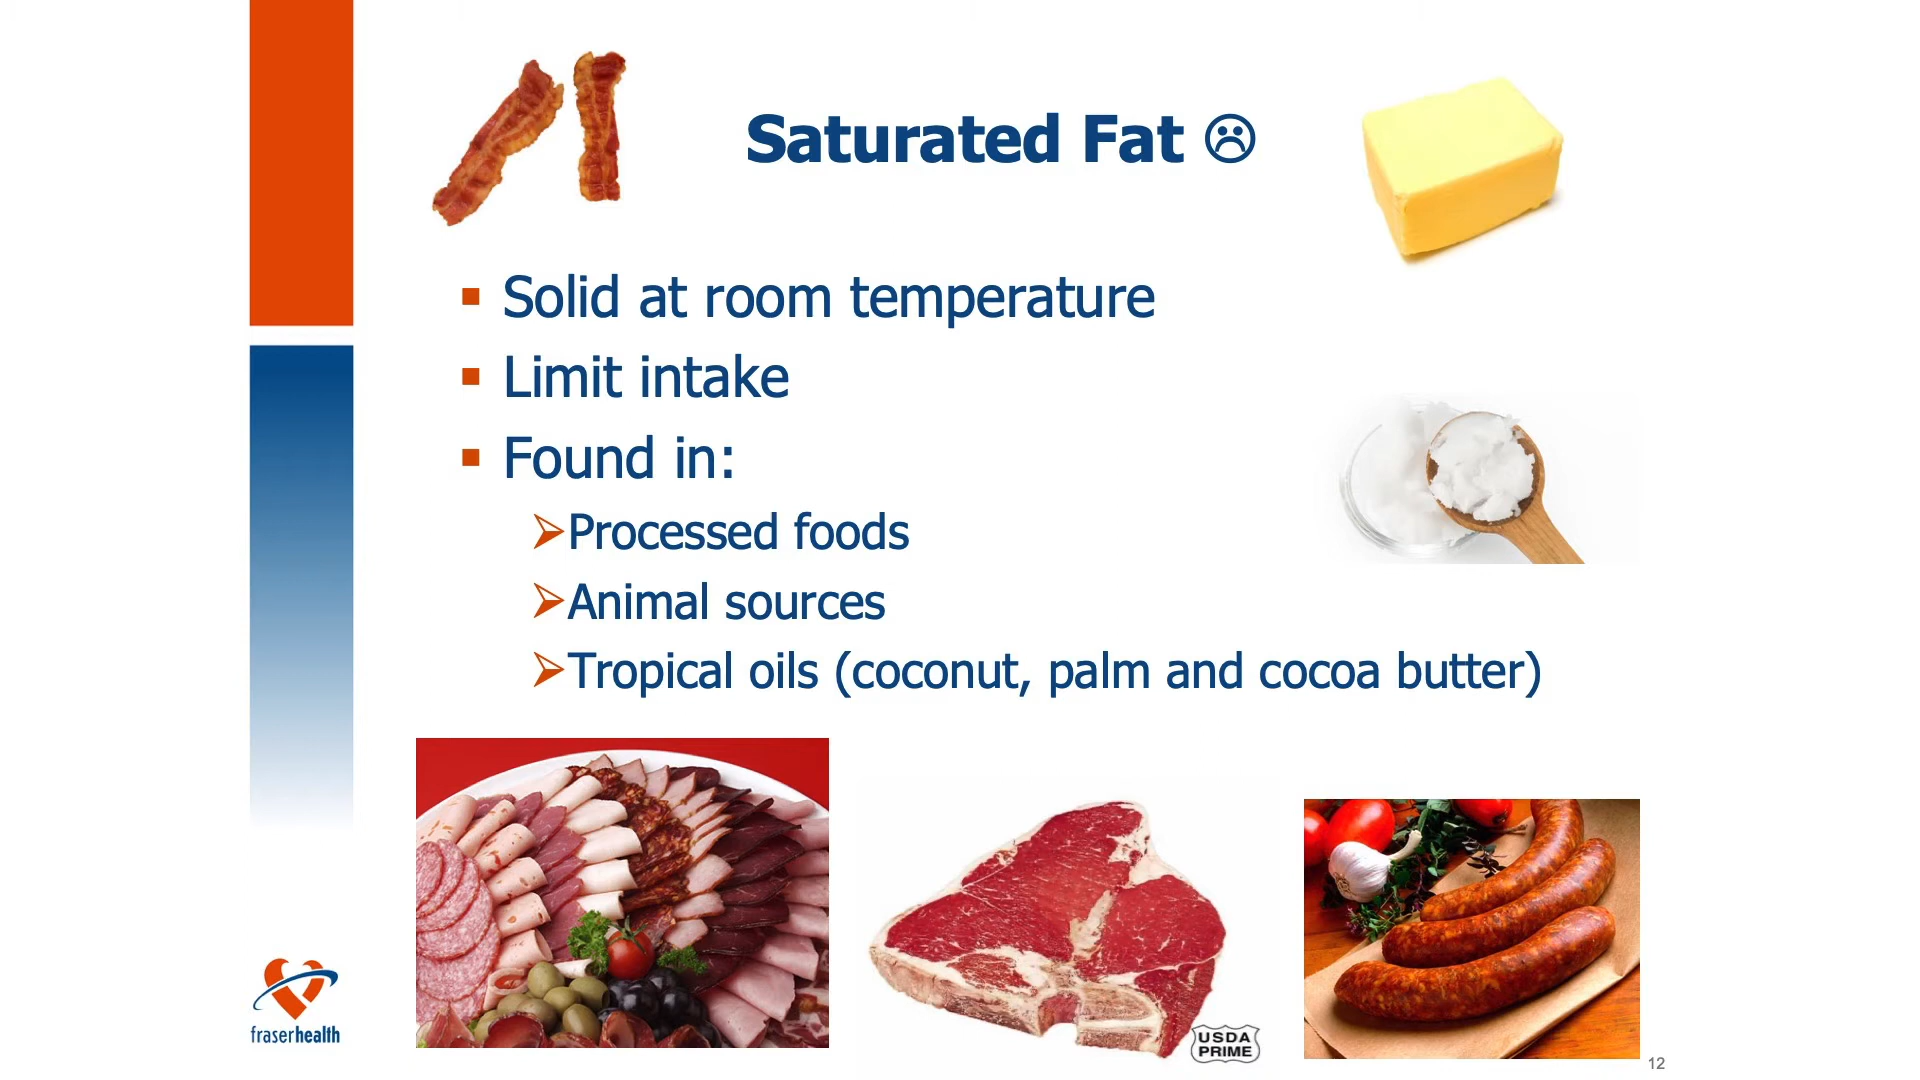 Saturated Fat ☹
▪ Solid at room temperature
▪ Limit intake
▪ Found in:
➢Processed foods
➢Animal sources
➢Tropical oils (coconut, palm and cocoa butter)
USDA
PRIME
fraserhealth
12